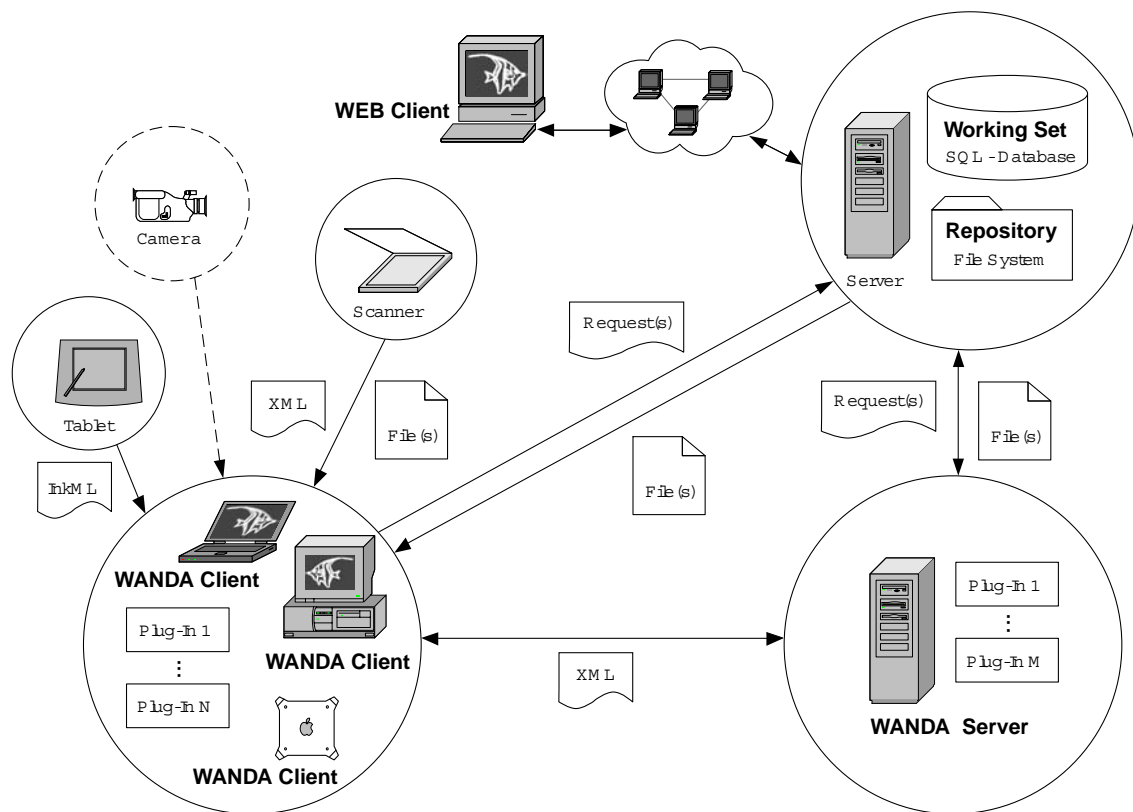 WEB Client
Working Set
SQL-Database
Repository
File System
Server
Camera
Scanner
Tablet
Request(s)
Request(s)
XML
File(s)
File(s)
File(s)
InkML
WANDA Client
Plug-In 1
⋮
Plug-In N
WANDA Client
WANDA Client
XML
Plug-In 1
⋮
Plug-In M
WANDA Server